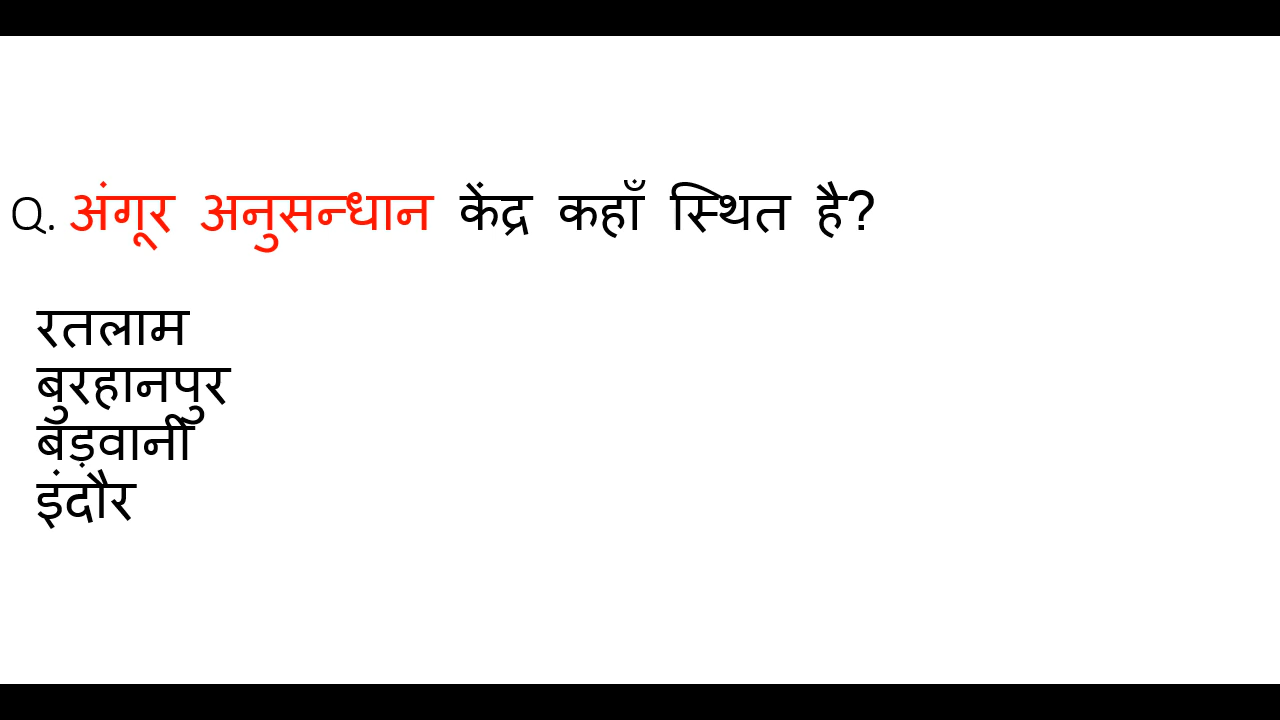 Q. अंगूर अनुसन्धान केंद्र कहाँ स्थित है?
रतलाम
बुरहानपुर
बड़वानी
इंदौर